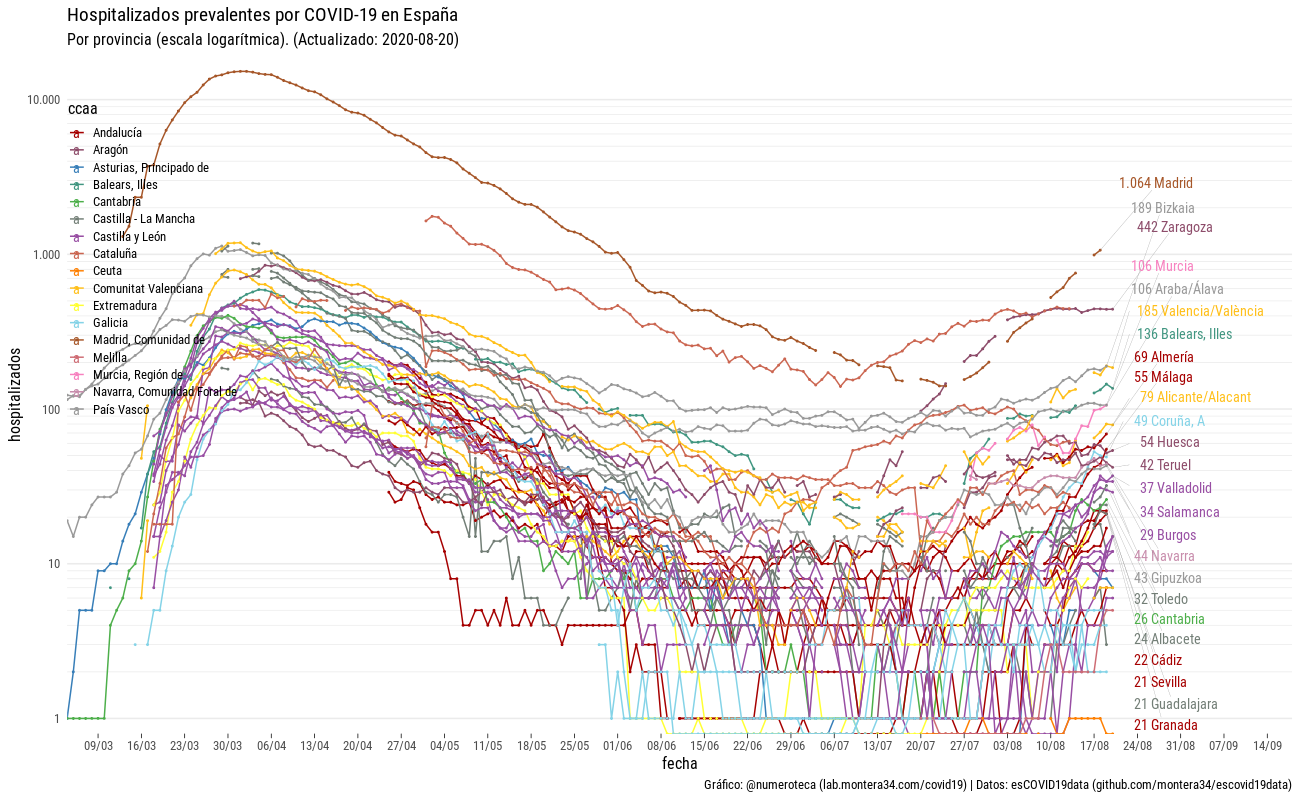 Hospitalizados prevalentes por COVID-19 en España
Por provincia (escala logarítmica). (Actualizado: 2020-08-20)
hospitalizados
10.000
1.000
100
10
1
ccaa
Andalucía
Aragón
Asturias, Principado de
Balears, Illes
Cantabria
Castilla - La Mancha
Castilla y León
Cataluña
Ceuta
Comunitat Valenciana
Extremadura
Galicia
Madrid, Comunidad de
Melilla
Murcia, Región de
Navarra, Comunidad Foral de
País Vasco
1.064 Madrid
189 Bizkaia
442 Zaragoza
106 Murcia
106 Araba/Álava
185 Valencia/València
136 Balears, Illes
69 Almería
55 Málaga
79 Alicante/Alacant
49 Coruña, A
54 Huesca
42 Teruel
37 Valladolid
34 Salamanca
29 Burgos
44 Navarra
43 Gipuzkoa
32 Toledo
26 Cantabria
24 Albacete
22 Cádiz
21 Sevilla
21 Guadalajara
21 Granada
09/03 16/03 23/03 30/03 06/04 13/04 20/04 27/04 04/05 11/05 18/05 25/05 01/06 08/06 15/06 22/06 29/06 06/07 13/07 20/07 27/07 03/08 10/08 17/08 24/08 31/08 07/09 14/09
fecha
Gráfico: @numeroteca (lab.montera34.com/covid19) | Datos: esCOVID19data (github.com/montera34/escovid19data)